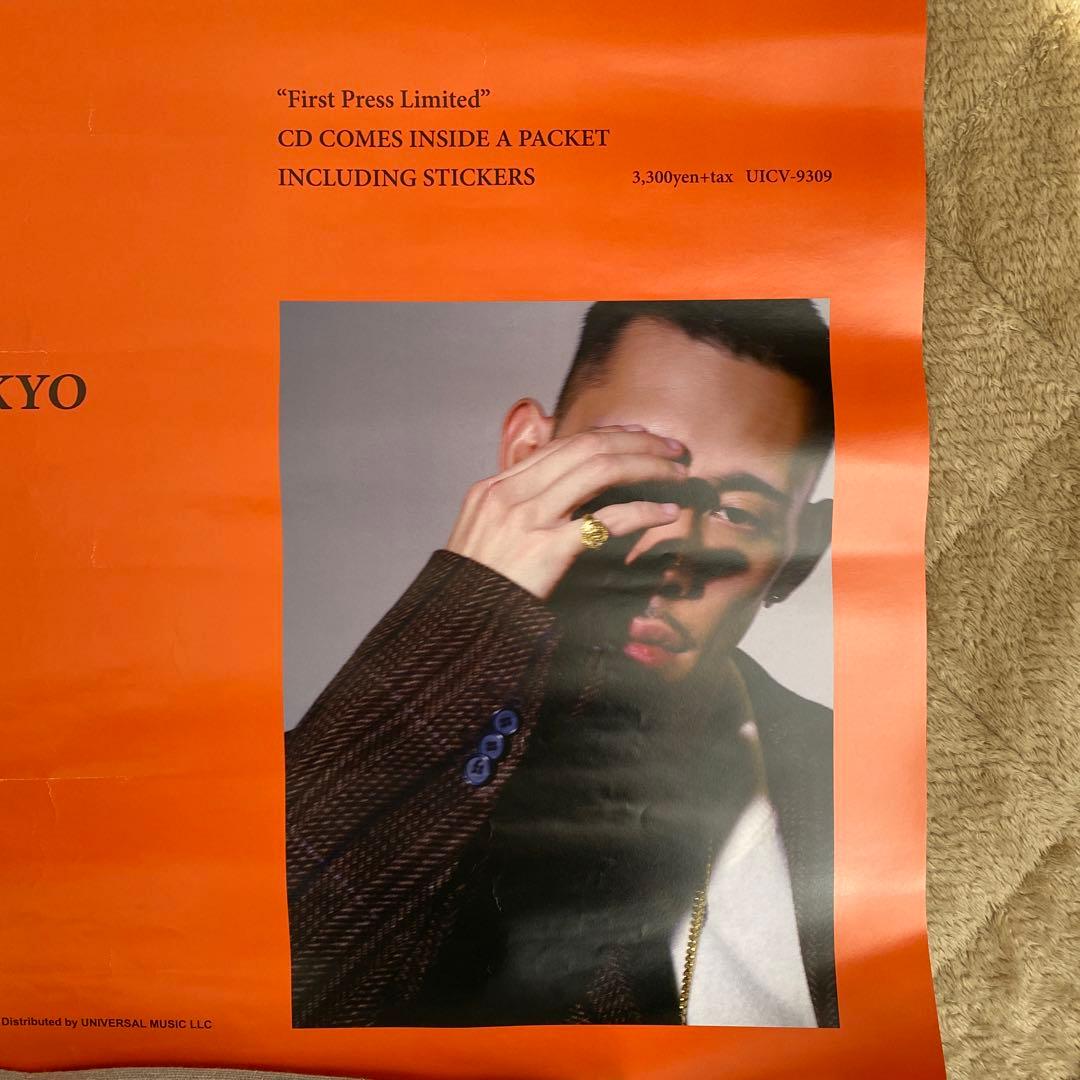 “First Press Limited”
CD COMES INSIDE A PACKET
INCLUDING STICKERS
3,300yen+tax UICV-9309
KYO
Distributed by UNIVERSAL MUSIC LLC